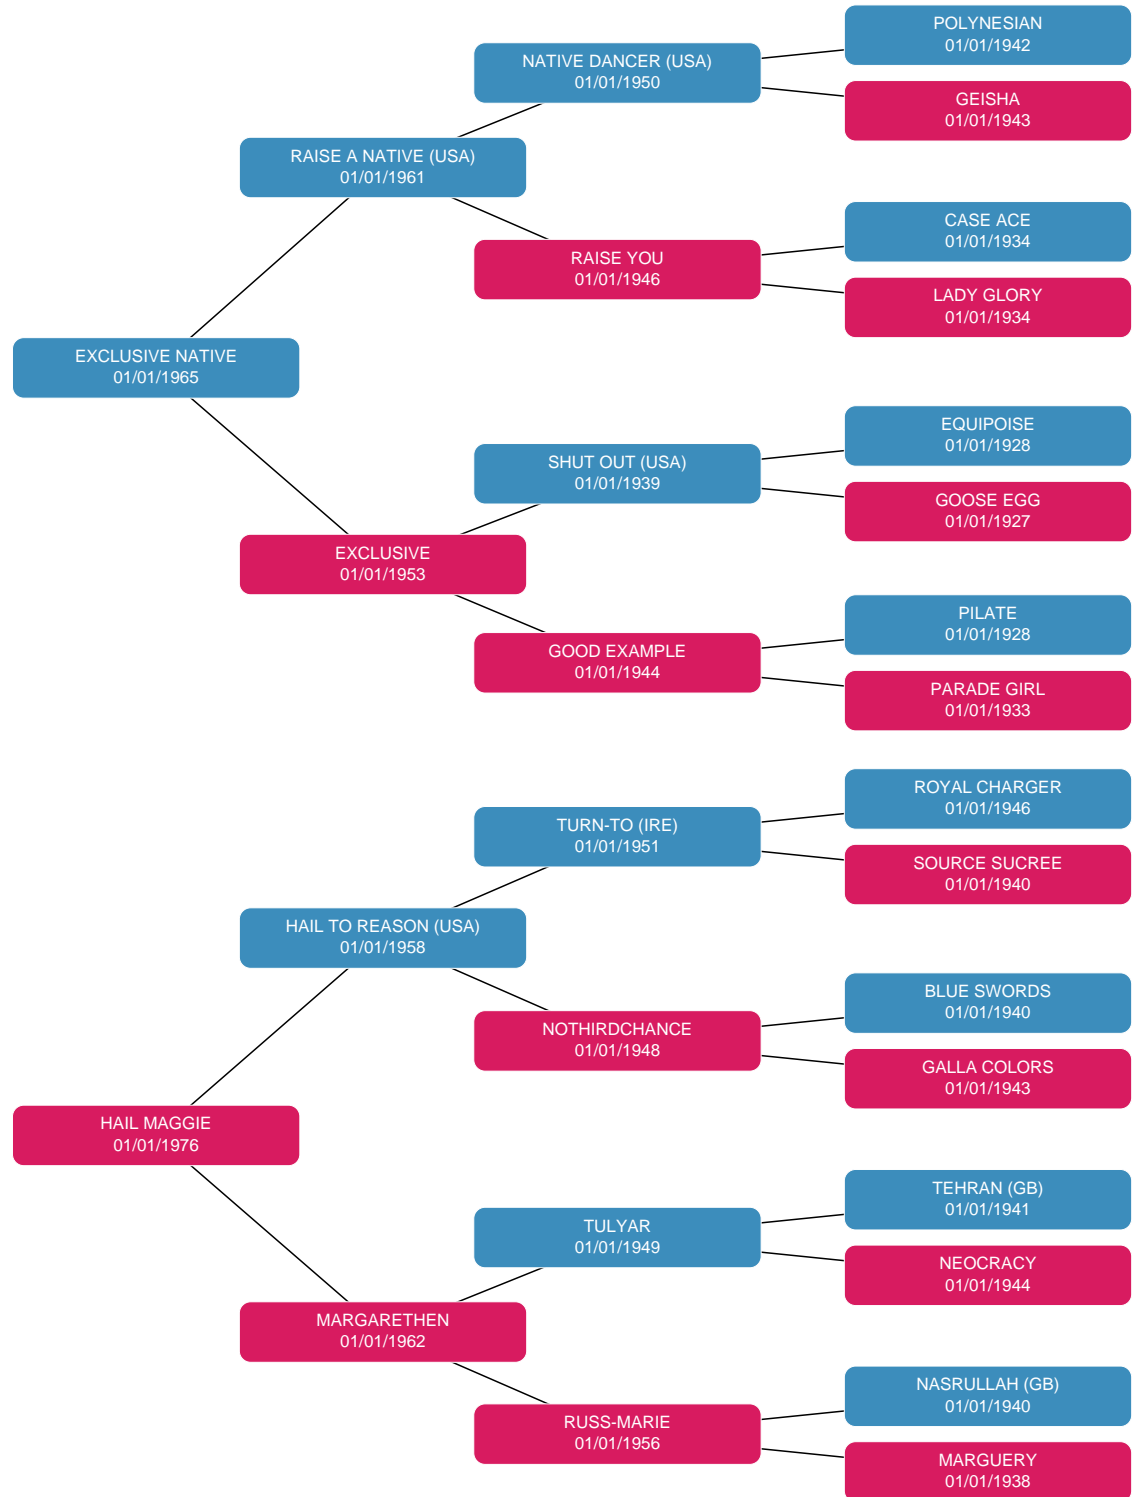 POLYNESIAN
01/01/1942
NATIVE DANCER (USA)
01/01/1950
GEISHA
01/01/1943
RAISE A NATIVE (USA)
01/01/1961
CASE ACE
01/01/1934
RAISE YOU
01/01/1946
LADY GLORY
01/01/1934
EXCLUSIVE NATIVE
01/01/1965
EQUIPOISE
01/01/1928
SHUT OUT (USA)
01/01/1939
GOOSE EGG
01/01/1927
EXCLUSIVE
01/01/1953
PILATE
01/01/1928
GOOD EXAMPLE
01/01/1944
PARADE GIRL
01/01/1933
ROYAL CHARGER
01/01/1946
TURN-TO (IRE)
01/01/1951
SOURCE SUCREE
01/01/1940
HAIL TO REASON (USA)
01/01/1958
BLUE SWORDS
01/01/1940
NOTHIRDCHANCE
01/01/1948
GALLA COLORS
01/01/1943
HAIL MAGGIE
01/01/1976
TEHRAN (GB)
01/01/1941
TULYAR
01/01/1949
NEOCRACY
01/01/1944
MARGARETHEN
01/01/1962
NASRULLAH (GB)
01/01/1940
RUSS-MARIE
01/01/1956
MARGUERY
01/01/1938